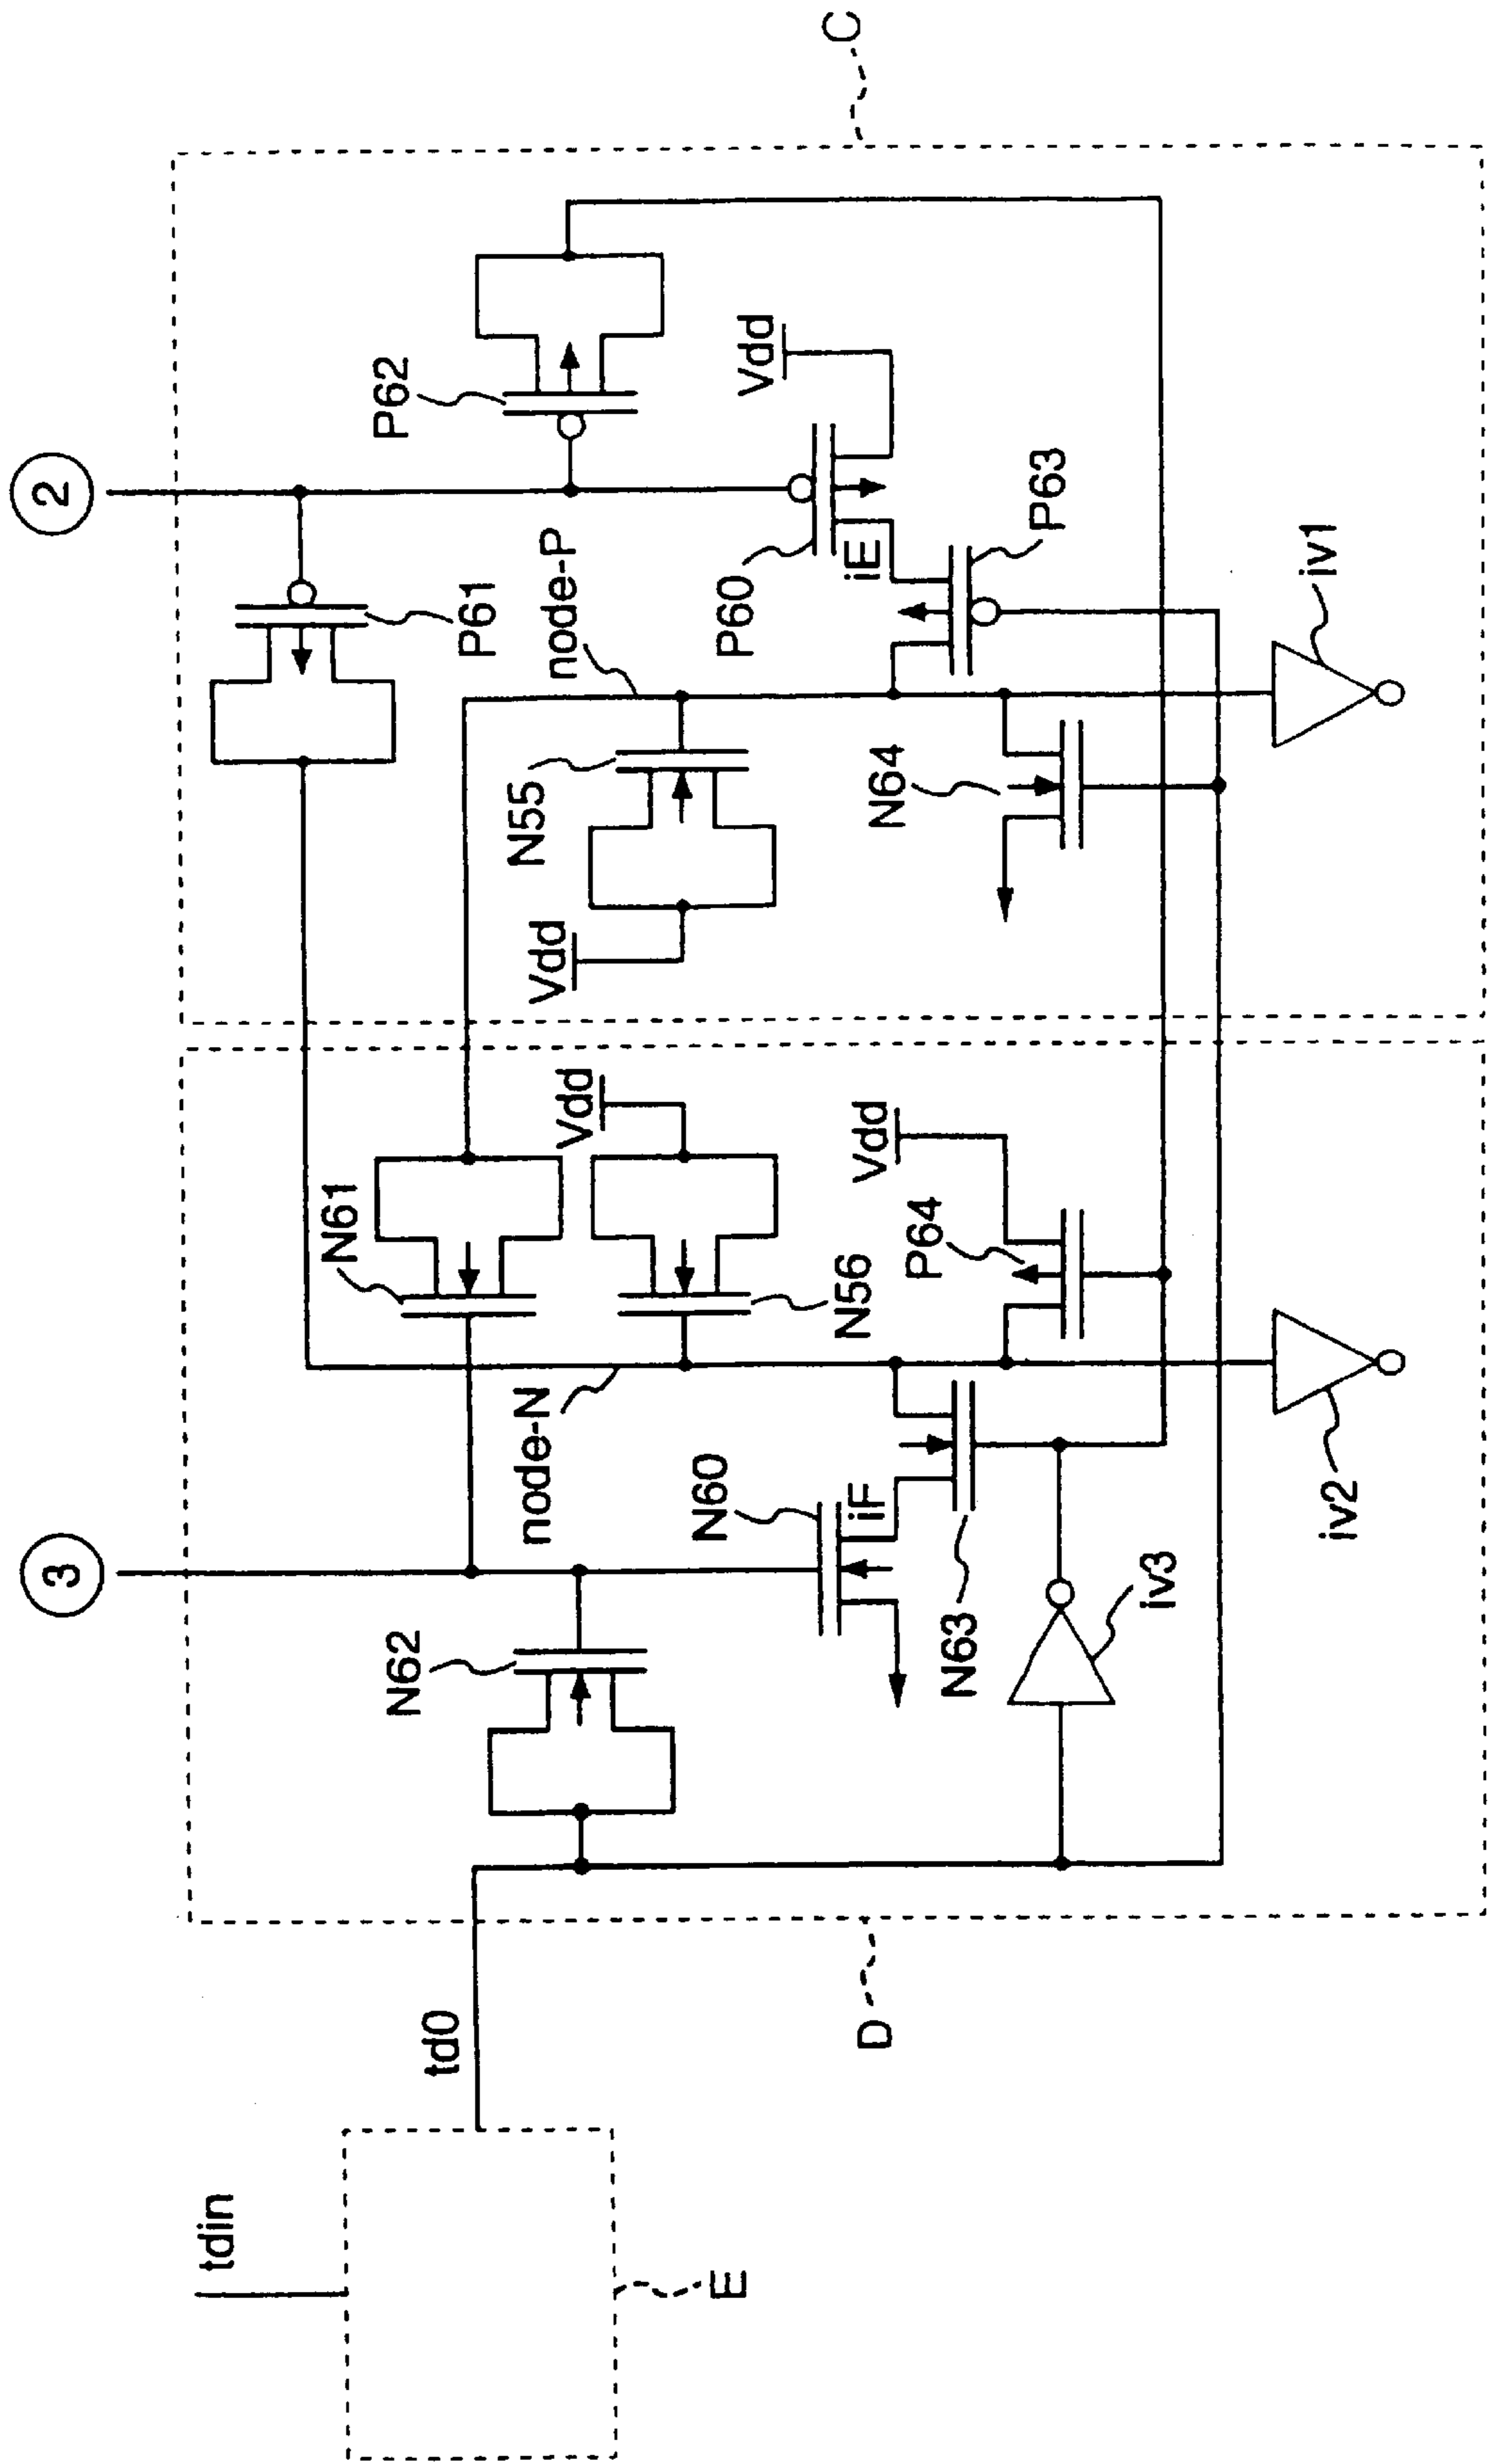 tdin
E
td0
D
3
N62
N61
node-N
N60
iF
N63
iv3
N56
Vdd
P64
Vdd
iv2
2
P61
P62
node-P
N55
Vdd
P60
iE
Vdd
P63
N64
iv1
C